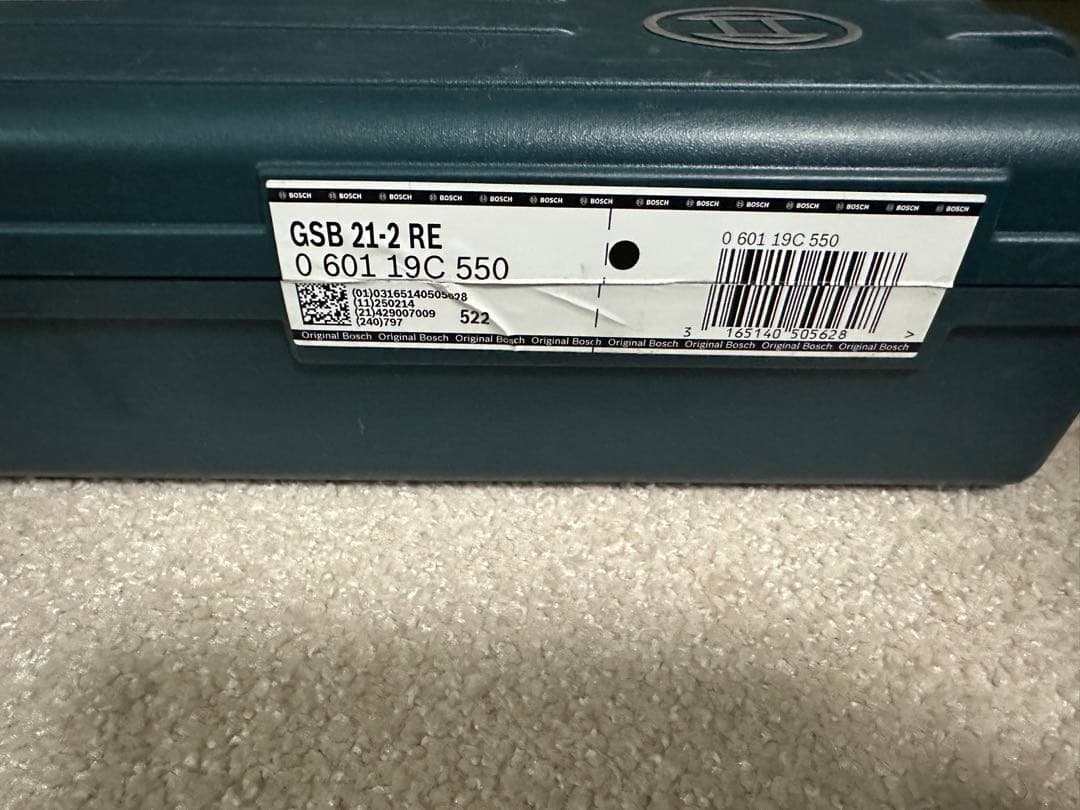 BOSCH BOSCH BOSCH BOSCH BOSCH BOSCH BOSCH BOSCH BOSCH BOSCH BOSCH BOSCH BOSCH BOSCH
GSB 21-2 RE
0 601 19C 550
(01)03165140505628
(11)250214
(21)429007009
(240)797
522
0 601 19C 550
3 165140 505628 >
Original Bosch Original Bosch Original Bosch Original Bosch Original Bosch Original Bosch Original Bosch Original Bosch